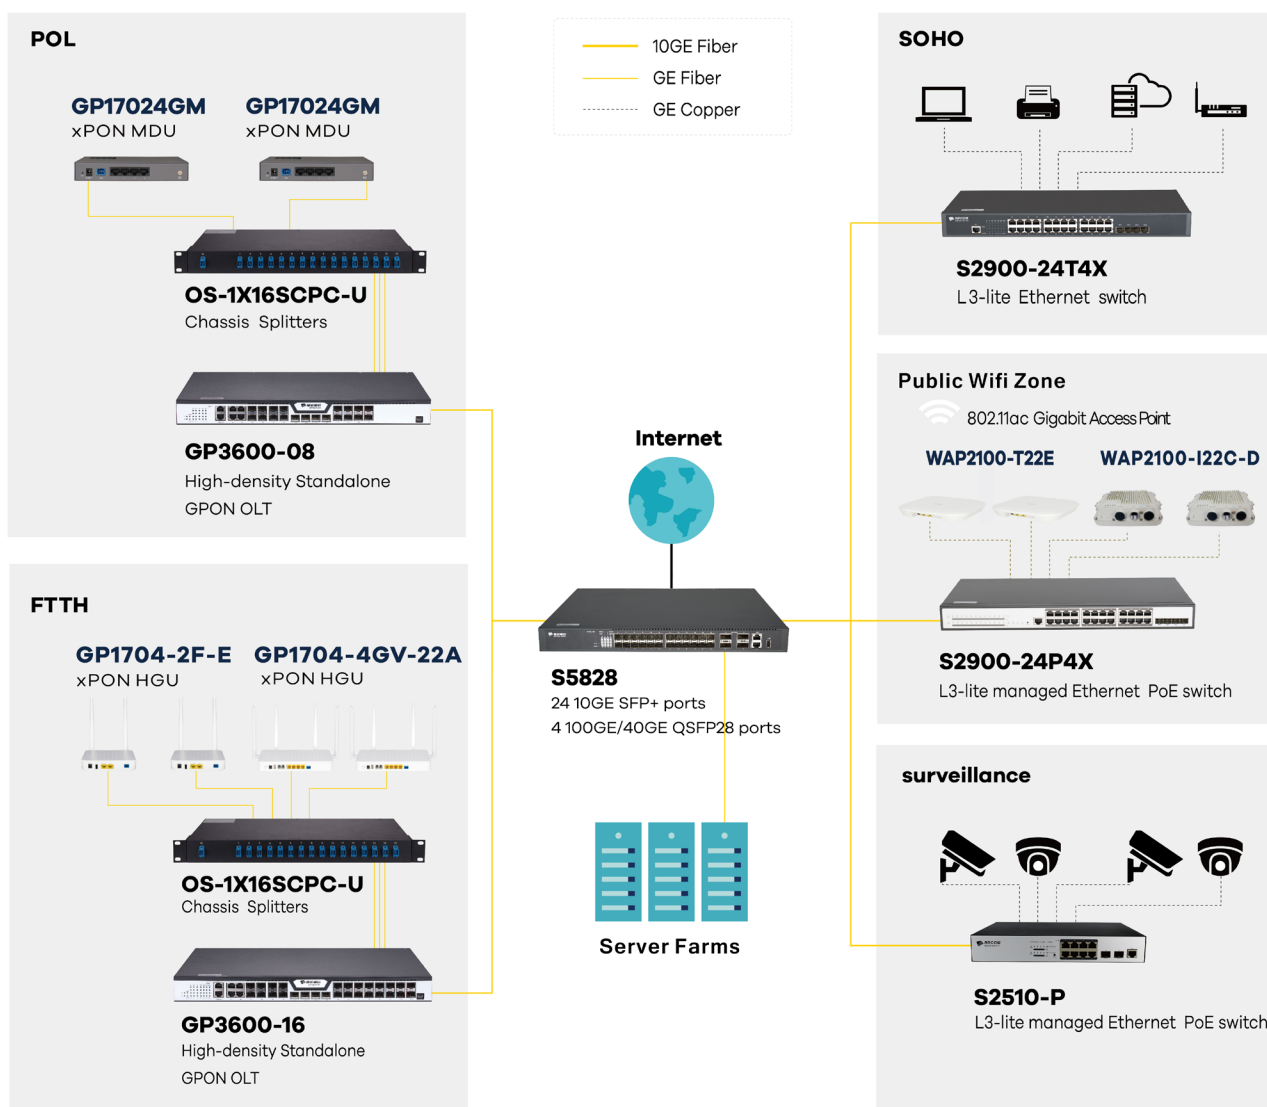 POL
GP17024GM
xPON MDU
GP17024GM
xPON MDU
OS-1X16SCPC-U
Chassis Splitters
GP3600-08
High-density Standalone
GPON OLT
FTTH
GP1704-2F-E
xPON HGU
GP1704-4GV-22A
xPON HGU
OS-1X16SCPC-U
Chassis Splitters
GP3600-16
High-density Standalone
GPON OLT
10GE Fiber
GE Fiber
GE Copper
Internet
S5828
24 10GE SFP+ ports
4 100GE/40GE QSFP28 ports
Server Farms
SOHO
S2900-24T4X
L3-lite Ethernet switch
Public Wifi Zone
802.11ac Gigabit Access Point
WAP2100-T22E
WAP2100-I22C-D
S2900-24P4X
L3-lite managed Ethernet PoE switch
surveillance
BDCOM
S2510-P
L3-lite managed Ethernet PoE switch